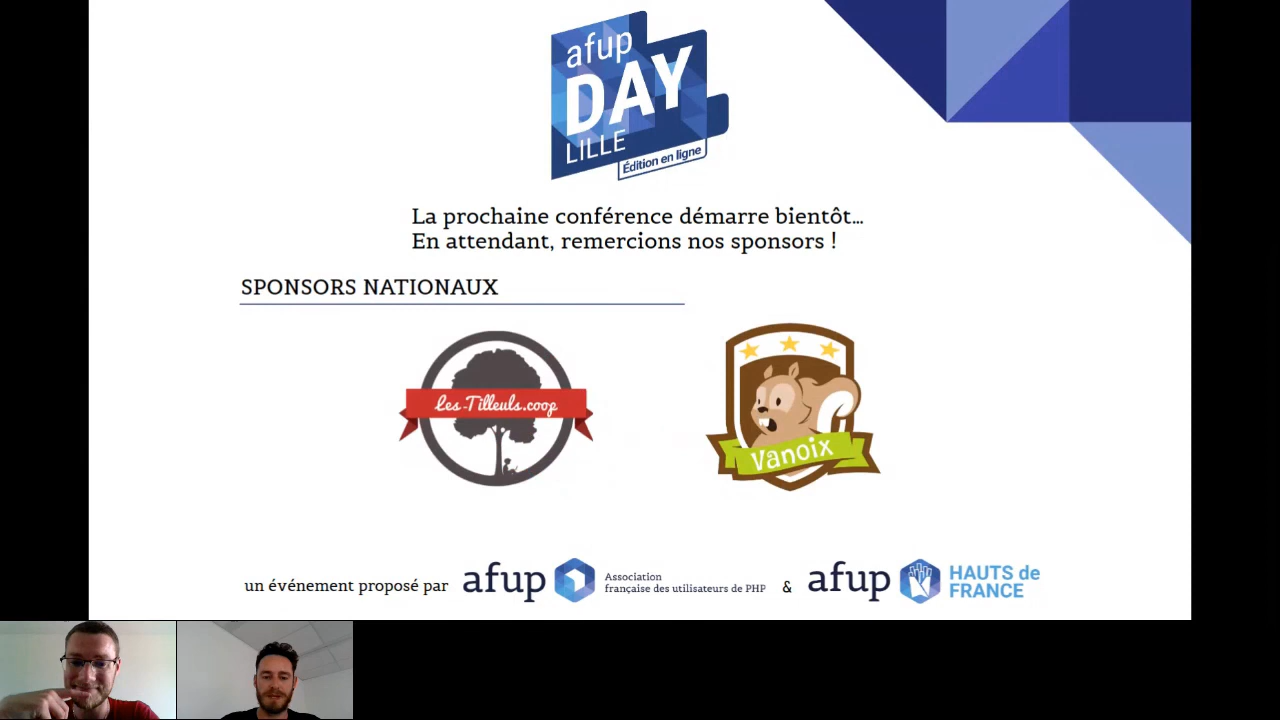 afup
DAY
LILLE
Édition en ligne
La prochaine conférence démarre bientôt...
En attendant, remercions nos sponsors !
SPONSORS NATIONAUX
Les-Tilleuls.coop
Vanoix
un événement proposé par
afup
Association
française des utilisateurs de PHP
&
afup
HAUTS de
FRANCE